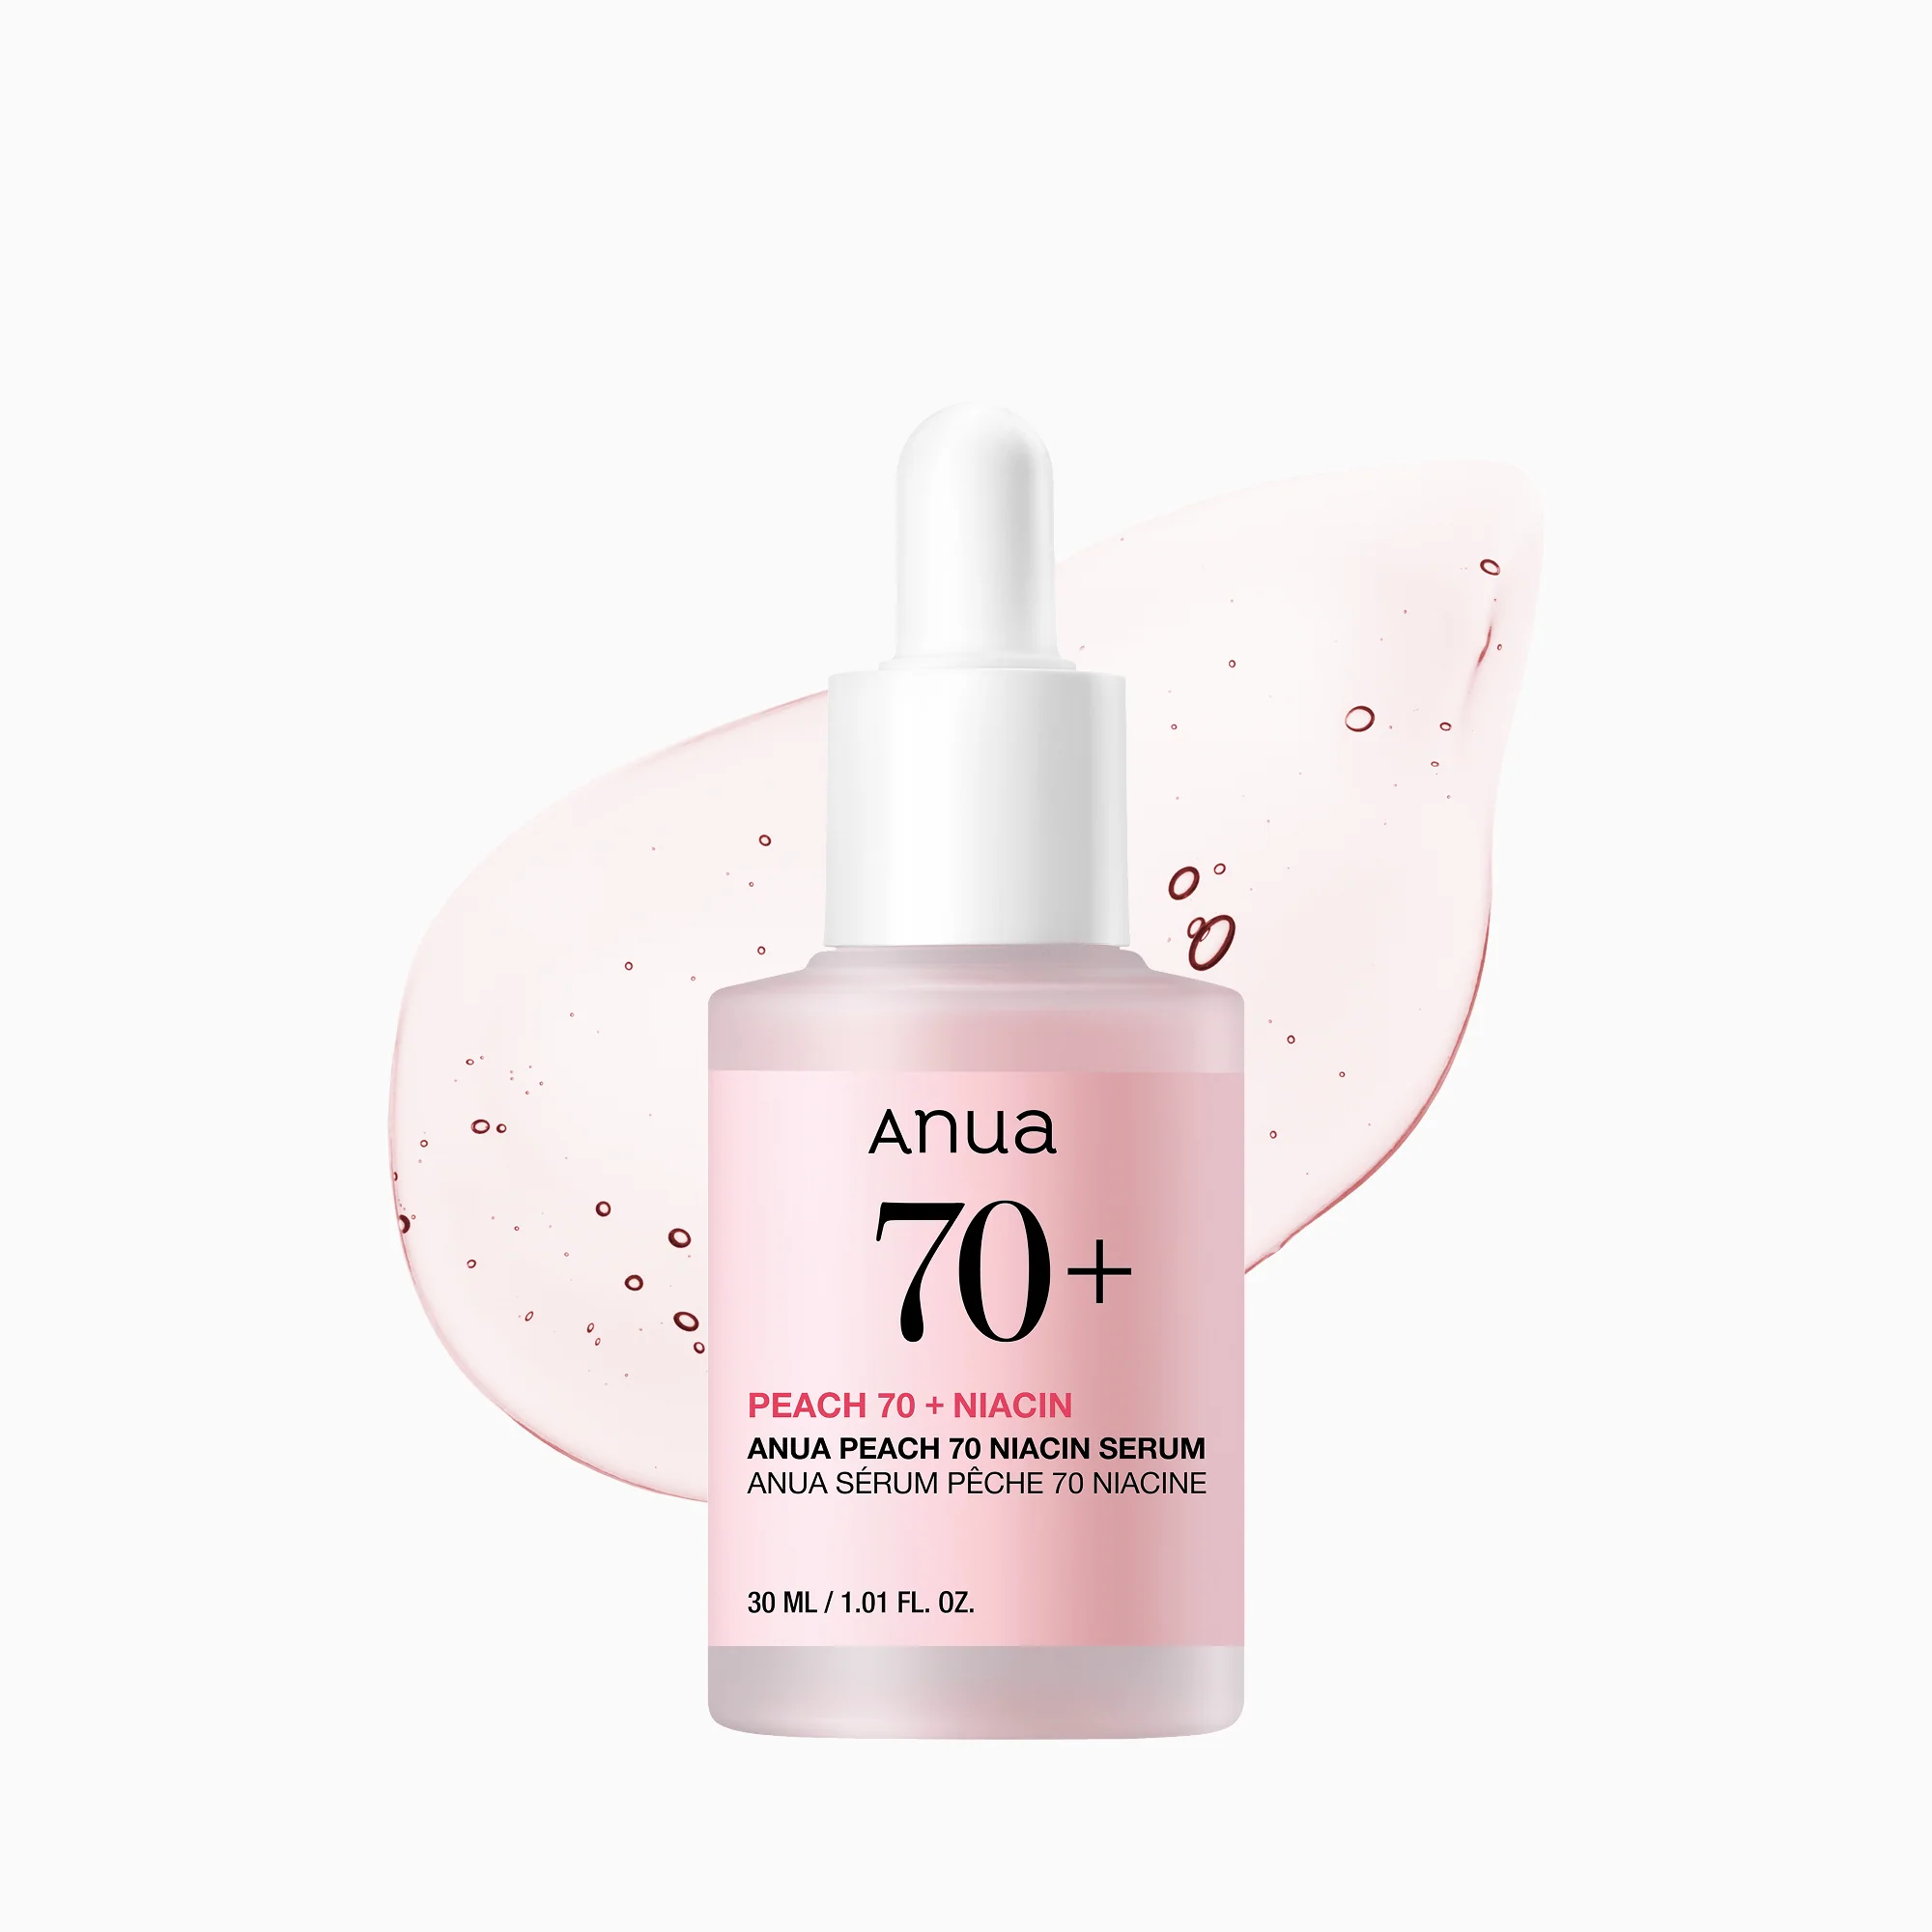 Anua
70+
PEACH 70 + NIACIN
ANUA PEACH 70 NIACIN SERUM
ANUA SÉRUM PÊCHE 70 NIACINE
30 ML / 1.01 FL. OZ.